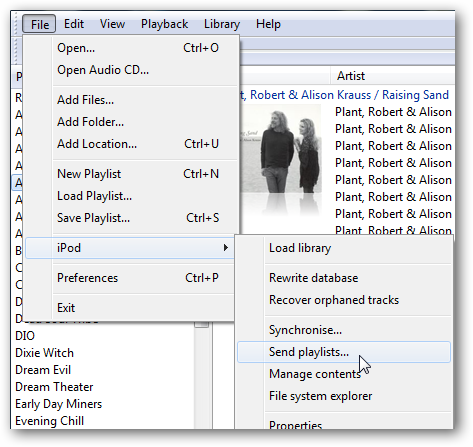 File Edit View Playback Library Help
Open... Ctrl+O
Open Audio CD...
Add Files...
Add Folder...
Add Location... Ctrl+U
New Playlist Ctrl+N
Load Playlist...
Save Playlist... Ctrl+S
iPod
Preferences Ctrl+P
Exit
Load library
Rewrite database
Recover orphaned tracks
Synchronise...
Send playlists...
Manage contents
File system explorer
Properties
Artist
, Robert & Alison Krauss / Raising Sand
Plant, Robert & Alison
Plant, Robert & Alison
Plant, Robert & Alison
Plant, Robert & Alison
Plant, Robert & Alison
Plant, Robert & Alison
Plant, Robert & Alison
DIO
Dixie Witch
Dream Evil
Dream Theater
Early Day Miners
Evening Chill